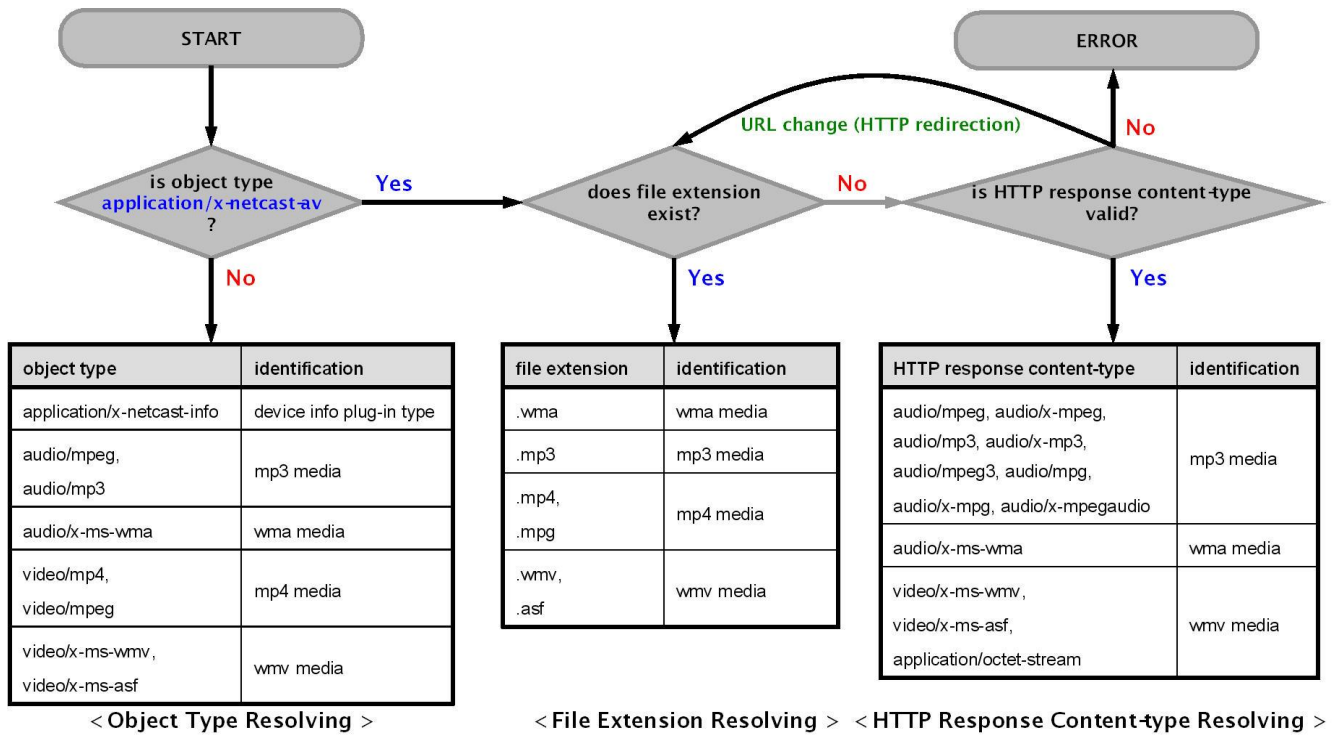 START
ERROR
URL change (HTTP redirection)
No
is object type
application/x-netcast-av
?
Yes
does file extension
exist?
No
is HTTP response content-type
valid?
No
Yes
Yes
object type identification
application/x-netcast-info device info plug-in type
audio/mpeg,
audio/mp3
mp3 media
audio/x-ms-wma wma media
video/mp4,
video/mpeg
mp4 media
video/x-ms-wmv,
video/x-ms-asf
wmv media
< Object Type Resolving >
file extension identification
.wma wma media
.mp3 mp3 media
.mp4,
.mpg
mp4 media
.wmv,
.asf
wmv media
< File Extension Resolving >
HTTP response content-type identification
audio/mpeg, audio/x-mpeg,
audio/mp3, audio/x-mp3,
audio/mpeg3, audio/mpg,
audio/x-mpg, audio/x-mpegaudio
mp3 media
audio/x-ms-wma wma media
video/x-ms-wmv,
video/x-ms-asf,
application/octet-stream
wmv media
< HTTP Response Content-type Resolving >